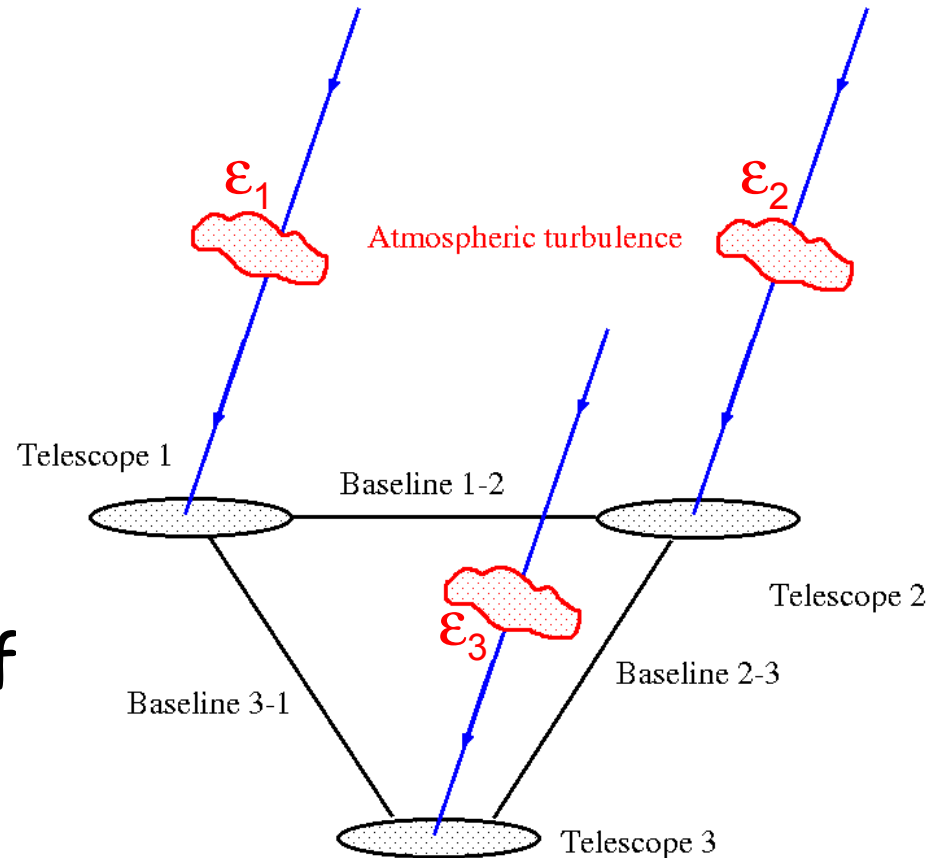 ε₁
ε₂
Atmospheric turbulence
Telescope 1
Baseline 1-2
Telescope 2
ε₃
f
Baseline 2-3
Baseline 3-1
Telescope 3